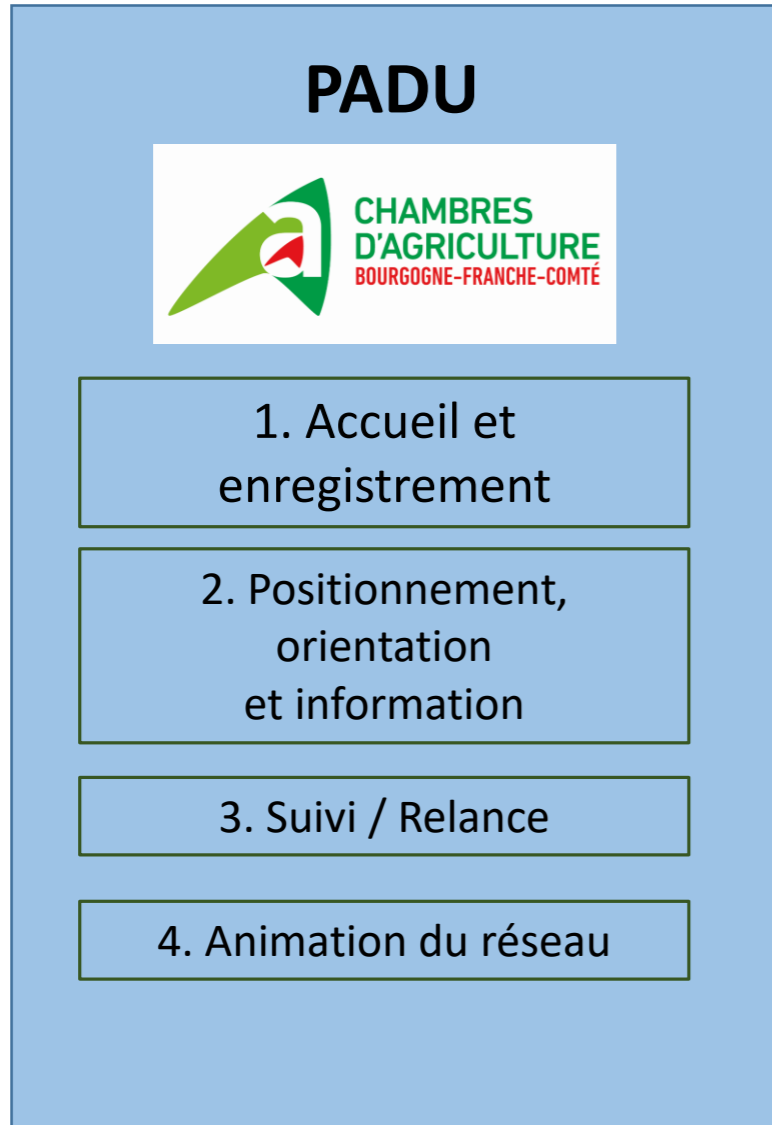 PADU
a
CHAMBRES
D'AGRICULTURE
BOURGOGNE-FRANCHE-COMTÉ
1. Accueil et
enregistrement
2. Positionnement,
orientation
et information
3. Suivi / Relance
4. Animation du réseau